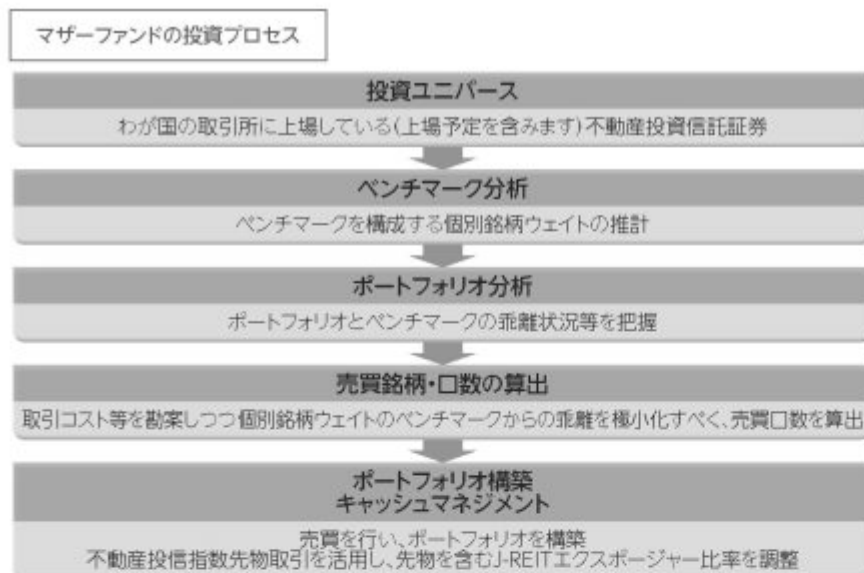 マザーファンドの投資プロセス
投資ユニバース
わが国の取引所に上場している(上場予定を含みます)不動産投資信託証券
ベンチマーク分析
ベンチマークを構成する個別銘柄ウェイトの推計
ポートフォリオ分析
ポートフォリオとベンチマークの乖離状況等を把握
売買銘柄・口数の算出
取引コスト等を勘案しつつ個別銘柄ウェイトのベンチマークからの乖離を極小化すべく、売買口数を算出
ポートフォリオ構築
キャッシュマネジメント
売買を行い、ポートフォリオを構築
不動産投信指数先物取引を活用し、先物を含むJ-REITエクスポージャー比率を調整